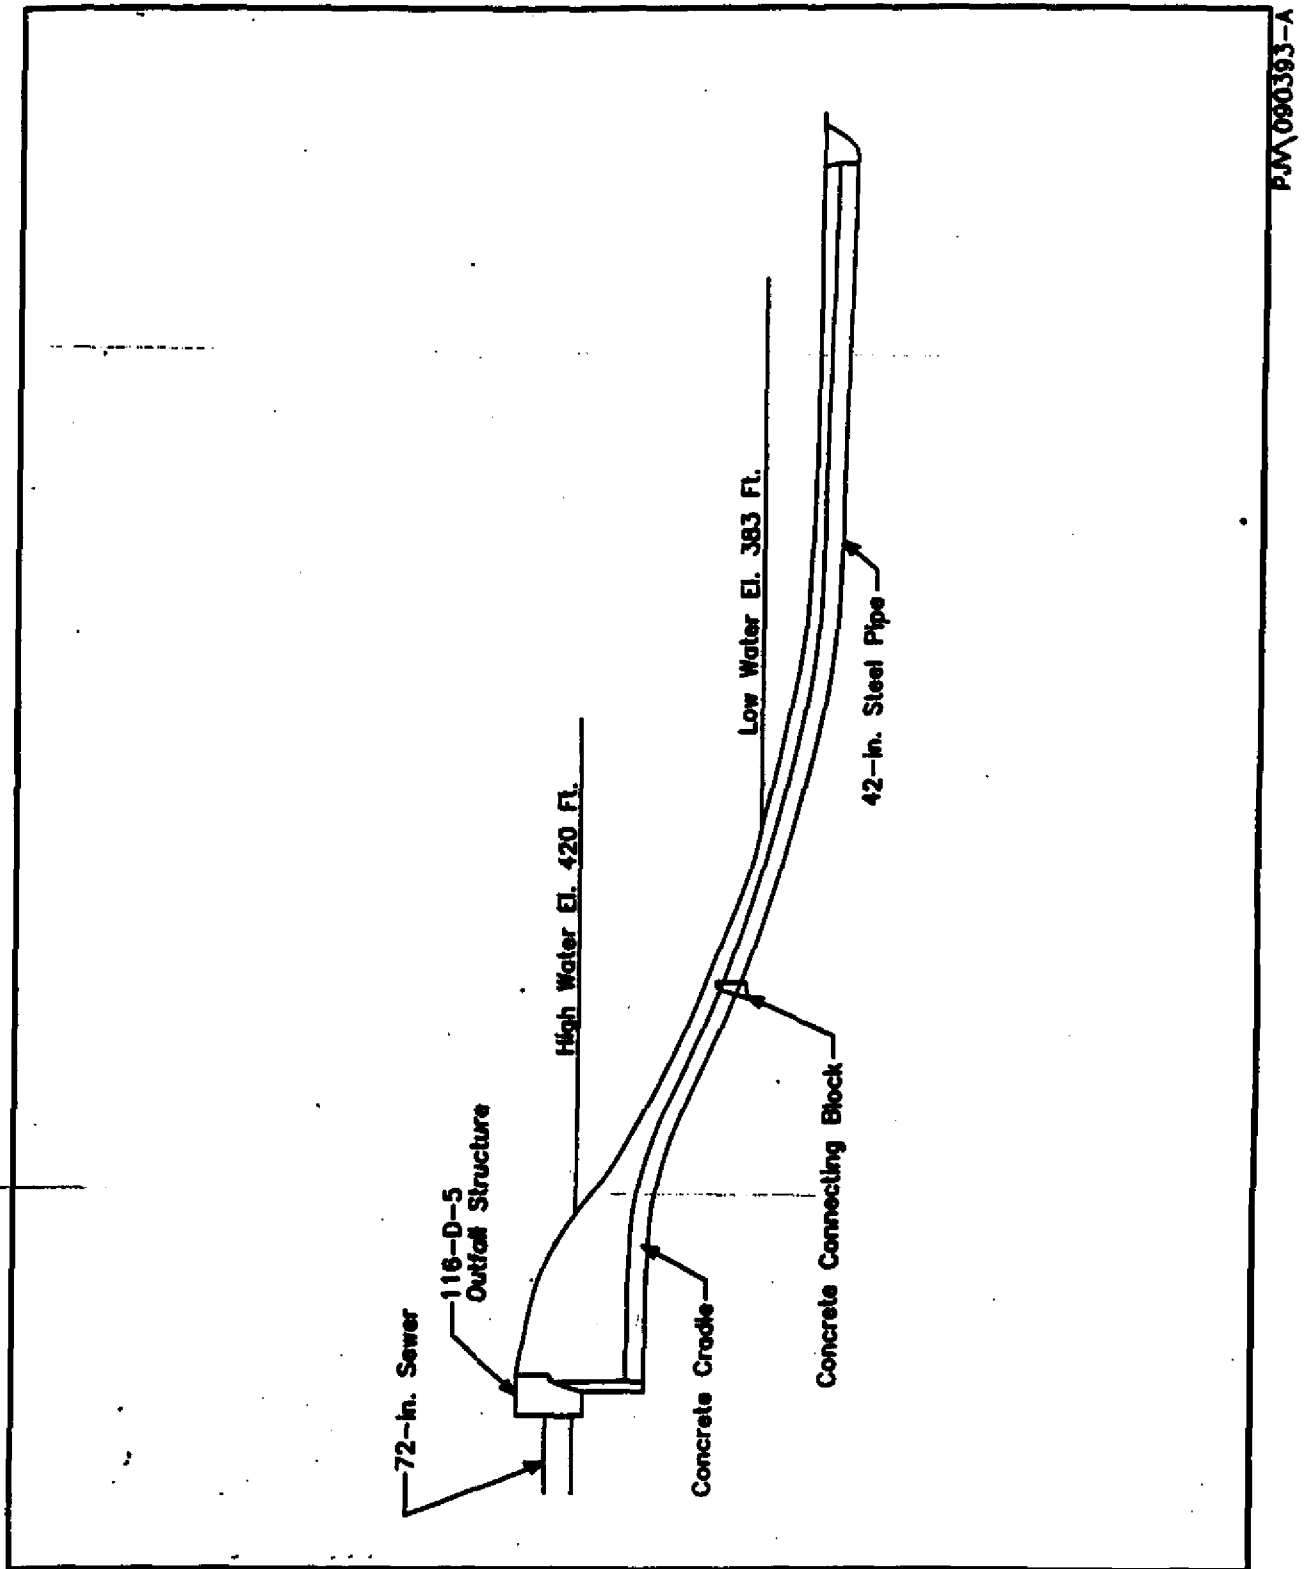 72-in. Sewer
116-D-5
Outfall Structure
High Water El. 420 Ft.
Low Water El. 383 Ft.
Concrete Cradle
Concrete Connecting Block
42-in. Steel Pipe
PJM\090393-A